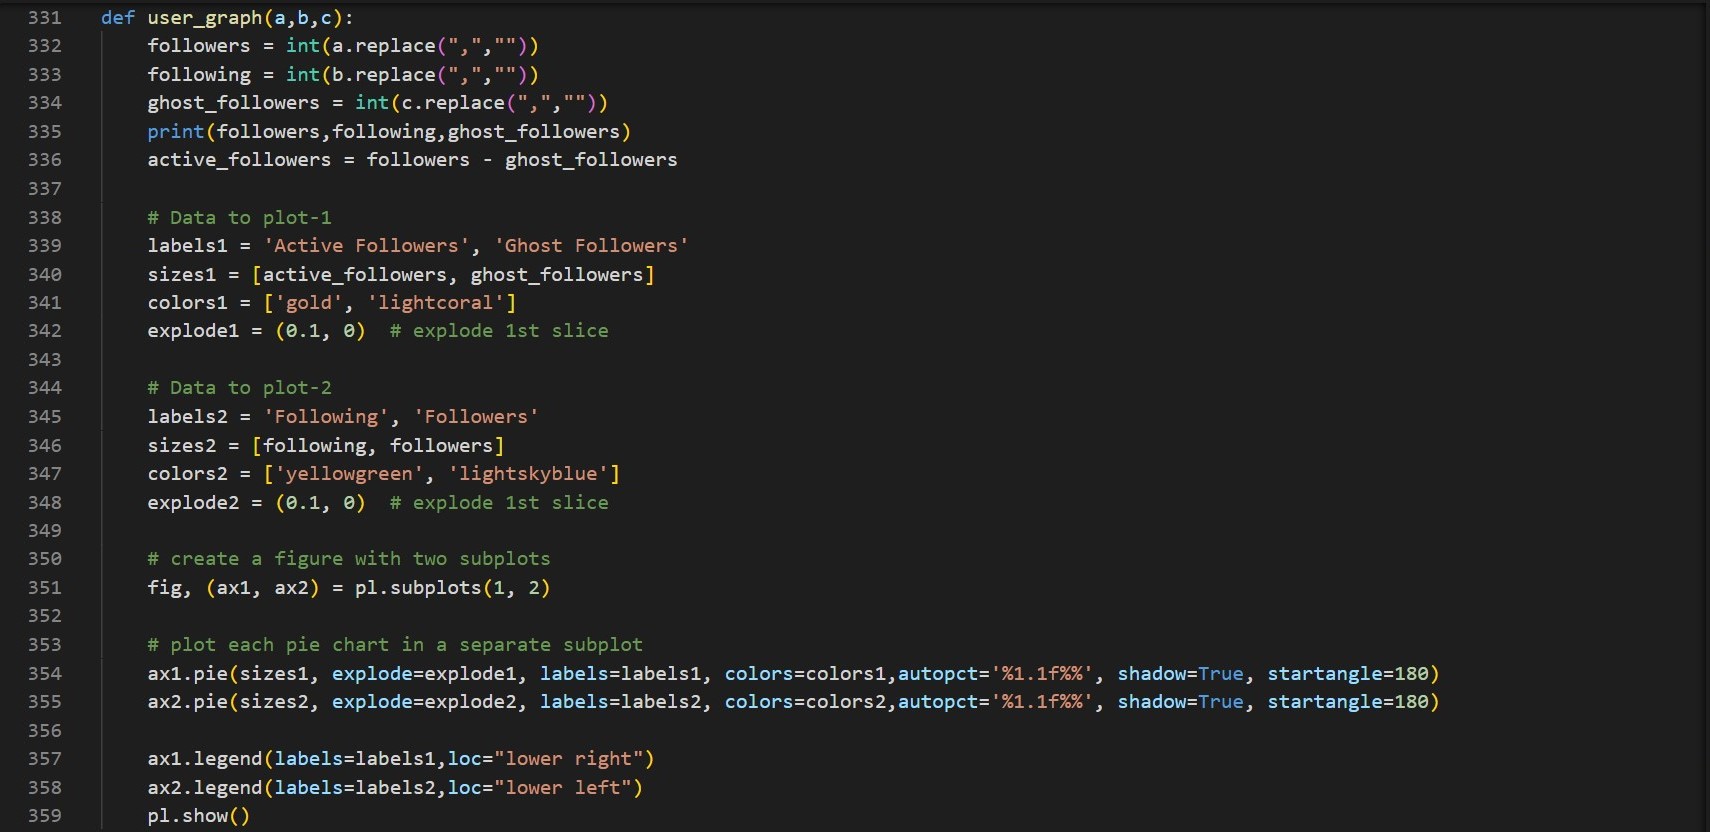 331 def user_graph(a,b,c):
332     followers = int(a.replace(",",""))
333     following = int(b.replace(",",""))
334     ghost_followers = int(c.replace(",",""))
335     print(followers,following,ghost_followers)
336     active_followers = followers - ghost_followers
337
338     # Data to plot-1
339     labels1 = 'Active Followers', 'Ghost Followers'
340     sizes1 = [active_followers, ghost_followers]
341     colors1 = ['gold', 'lightcoral']
342     explode1 = (0.1, 0)  # explode 1st slice
343
344     # Data to plot-2
345     labels2 = 'Following', 'Followers'
346     sizes2 = [following, followers]
347     colors2 = ['yellowgreen', 'lightskyblue']
348     explode2 = (0.1, 0)  # explode 1st slice
349
350     # create a figure with two subplots
351     fig, (ax1, ax2) = pl.subplots(1, 2)
352
353     # plot each pie chart in a separate subplot
354     ax1.pie(sizes1, explode=explode1, labels=labels1, colors=colors1,autopct='%1.1f%%', shadow=True, startangle=180)
355     ax2.pie(sizes2, explode=explode2, labels=labels2, colors=colors2,autopct='%1.1f%%', shadow=True, startangle=180)
356
357     ax1.legend(labels=labels1,loc="lower right")
358     ax2.legend(labels=labels2,loc="lower left")
359     pl.show()